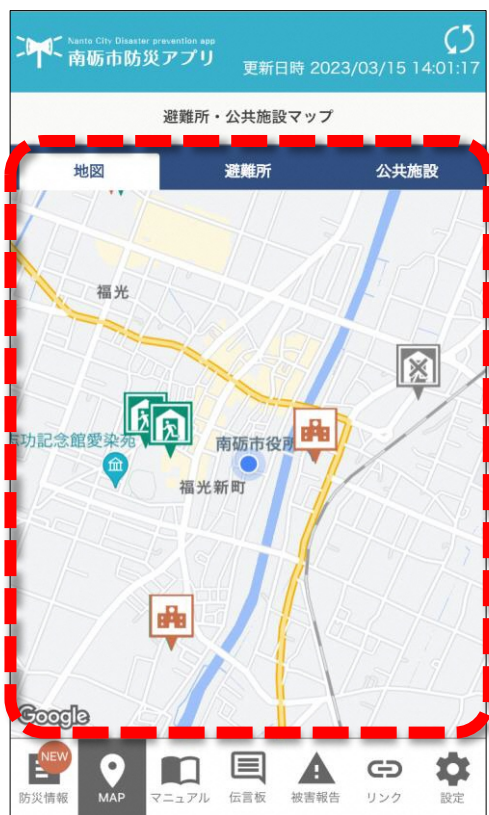 Nanto City Disaster prevention app
南砺市防災アプリ
更新日時 2023/03/15 14:01:17
避難所・公共施設マップ
地図 避難所 公共施設
福光
功記念館愛染苑
南砺市役所
福光新町
Google
NEW
防災情報 MAP マニュアル 伝言板 被害報告 リンク 設定